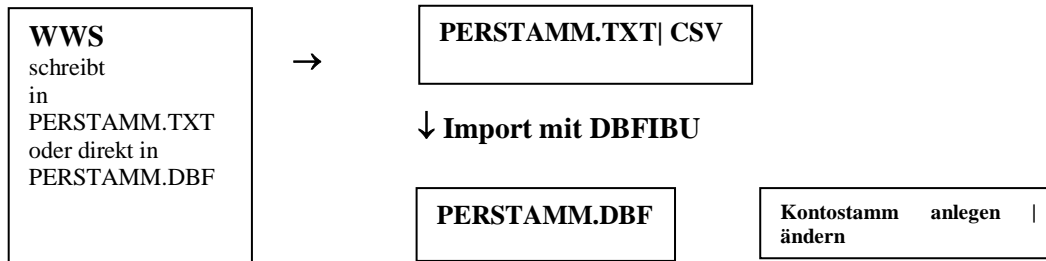 WWS
schreibt
in
PERSTAMM.TXT
oder direkt in
PERSTAMM.DBF
→
PERSTAMM.TXT| CSV
↓ Import mit DBFIBU
PERSTAMM.DBF
Kontostamm anlegen |
ändern